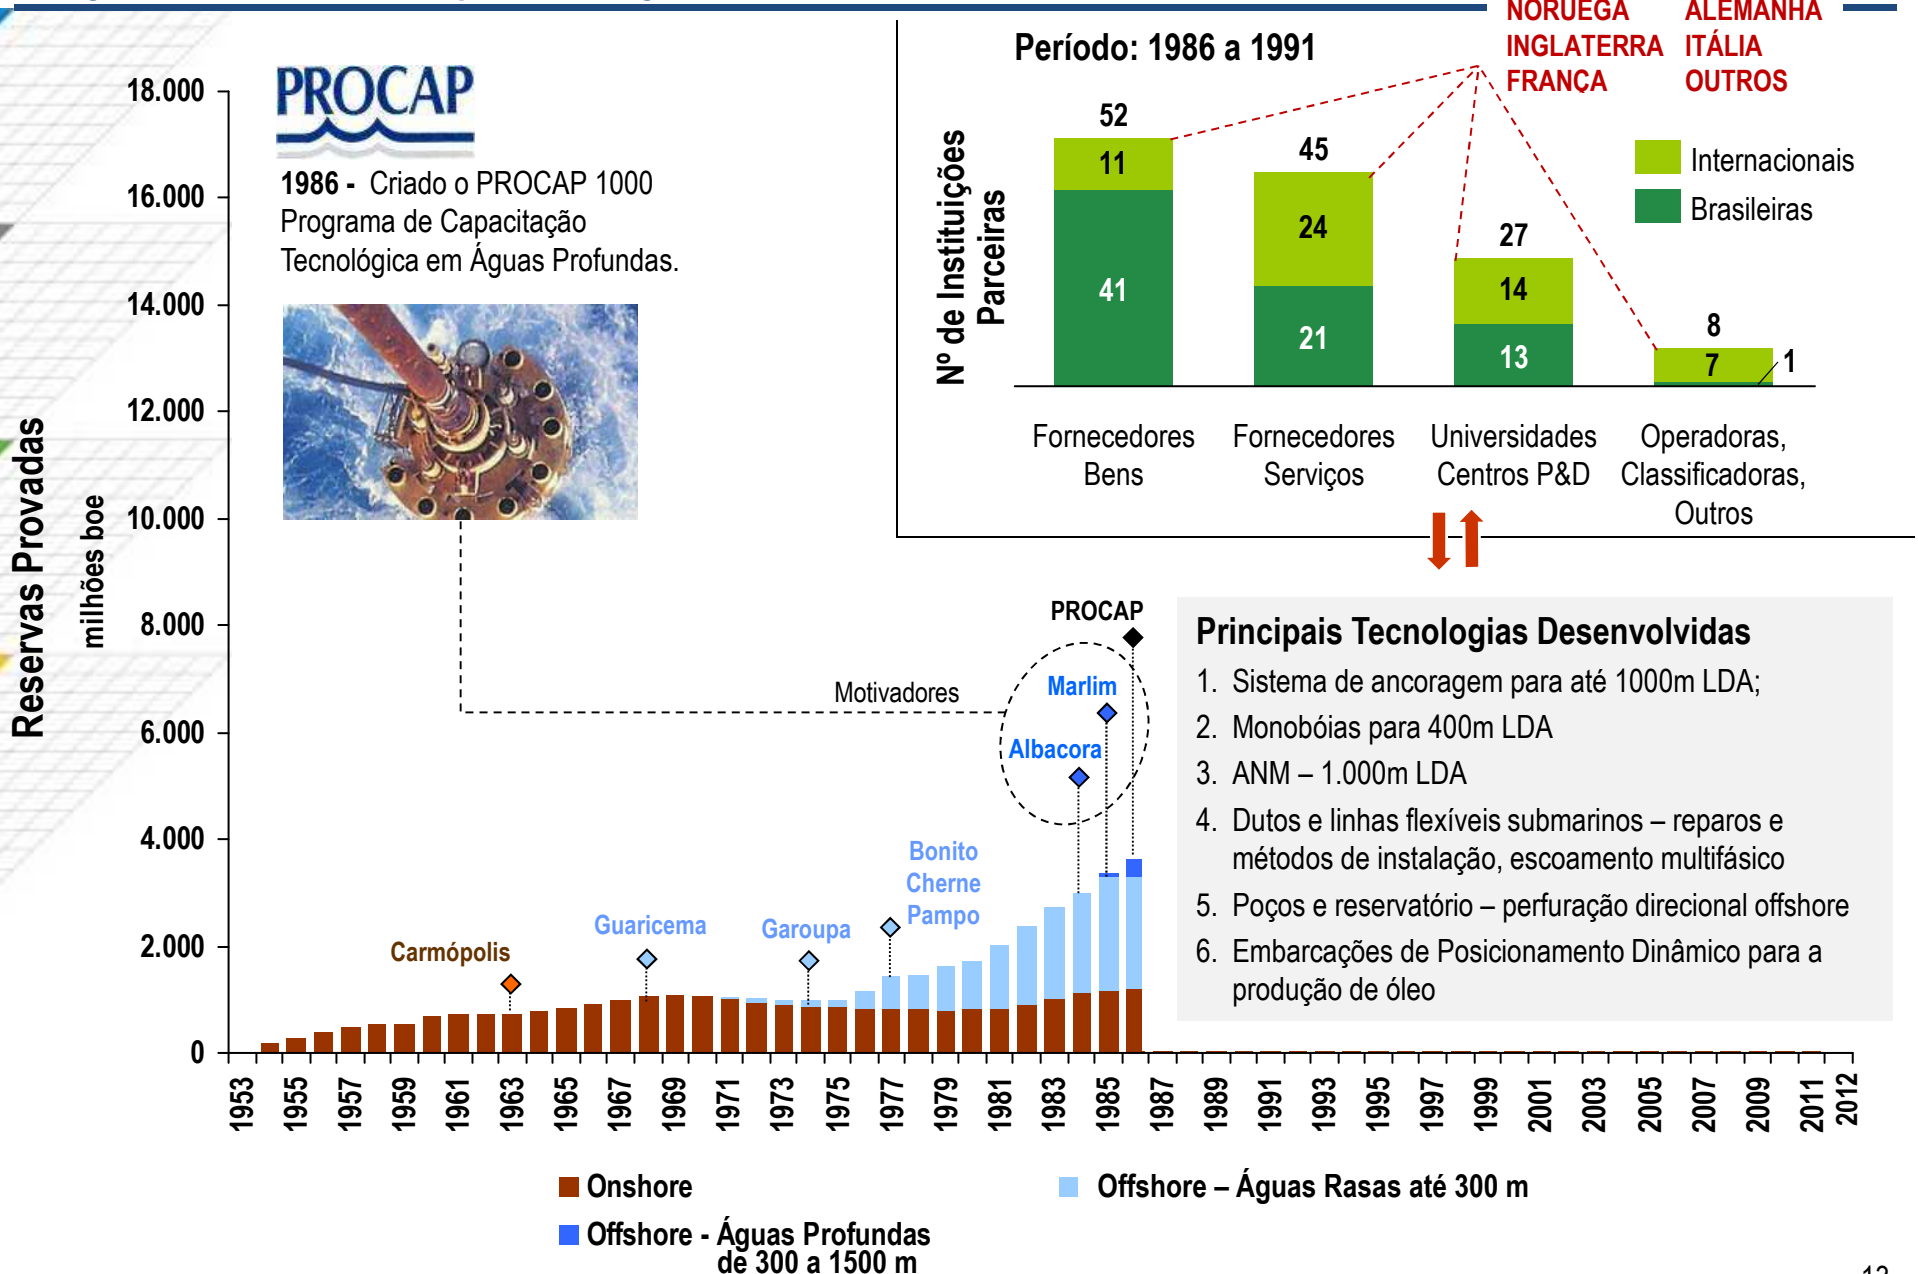 NORUEGA
INGLATERRA
FRANÇA
ALEMANHA
ITÁLIA
OUTROS
PROCAP
1986 - Criado o PROCAP 1000
Programa de Capacitação
Tecnológica em Águas Profundas.
Período: 1986 a 1991
Nº de Instituições
Parceiras
52
11
41
45
24
21
27
14
13
8
7
1
Internacionais
Brasileiras
Fornecedores
Bens
Fornecedores
Serviços
Universidades
Centros P&D
Operadoras,
Classificadoras,
Outros
Reservas Provadas
milhões boe
18.000
16.000
14.000
12.000
10.000
8.000
6.000
4.000
2.000
0
Motivadores
PROCAP
Marlim
Albacora
Bonito
Cherne
Pampo
Garoupa
Guaricema
Carmópolis
Principais Tecnologias Desenvolvidas
1. Sistema de ancoragem para até 1000m LDA;
2. Monobóias para 400m LDA
3. ANM – 1.000m LDA
4. Dutos e linhas flexíveis submarinos – reparos e
métodos de instalação, escoamento multifásico
5. Poços e reservatório – perfuração direcional offshore
6. Embarcações de Posicionamento Dinâmico para a
produção de óleo
1953
1955
1957
1959
1961
1963
1965
1967
1969
1971
1973
1975
1977
1979
1981
1983
1985
1987
1989
1991
1993
1995
1997
1999
2001
2003
2005
2007
2009
2011
2012
Onshore
Offshore – Águas Rasas até 300 m
Offshore - Águas Profundas
de 300 a 1500 m